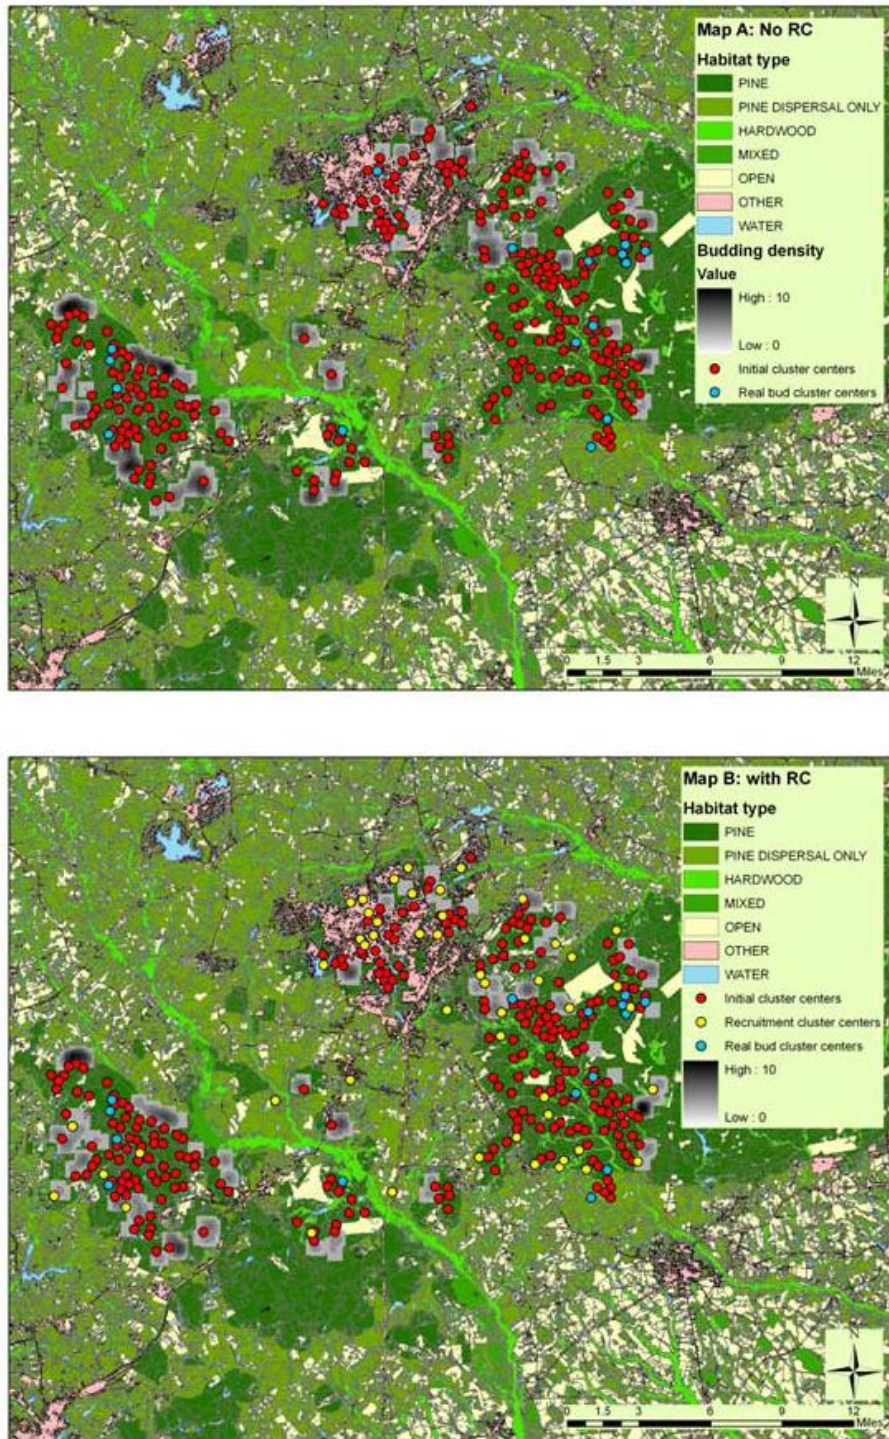 Map A: No RC
Habitat type
PINE
PINE DISPERSAL ONLY
HARDWOOD
MIXED
OPEN
OTHER
WATER
Budding density
Value
High : 10
Low : 0
Initial cluster centers
Real bud cluster centers
N
0 1.5 3 6 9 12
Miles
Map B: with RC
Habitat type
PINE
PINE DISPERSAL ONLY
HARDWOOD
MIXED
OPEN
OTHER
WATER
Initial cluster centers
Recruitment cluster centers
Real bud cluster centers
High : 10
Low : 0
N
0 1.5 3 6 9 12
Miles